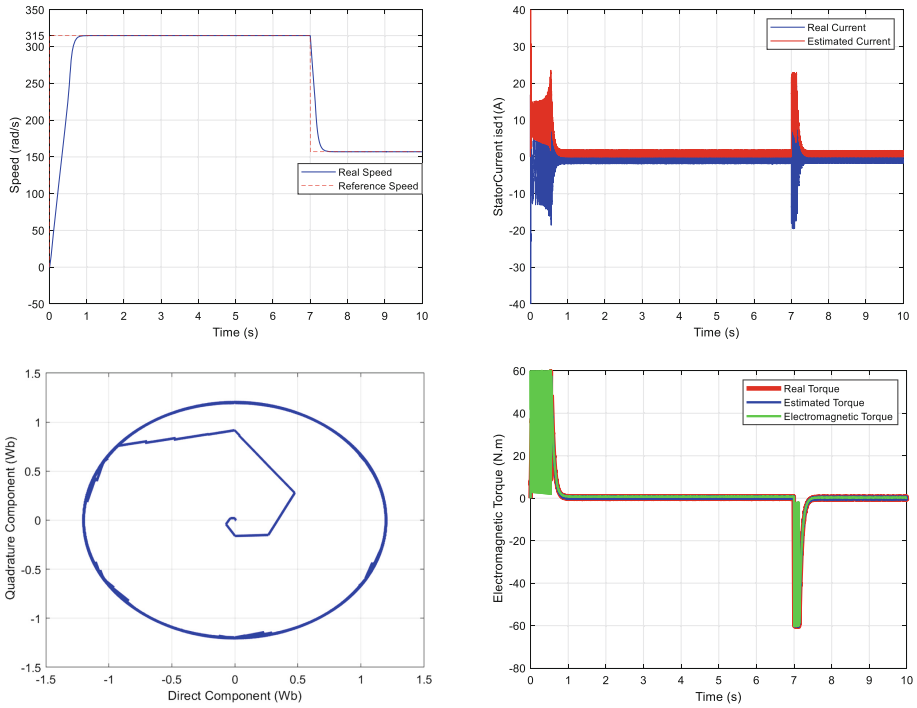 350
315
300
250
200
150
100
50
0
-50
Speed (rad/s)
Real Speed
Reference Speed
0 1 2 3 4 5 6 7 8 9 10
Time (s)
40
30
20
10
0
-10
-20
-30
-40
StatorCurrent isd1(A)
Real Current
Estimated Current
0 1 2 3 4 5 6 7 8 9 10
Time (s)
1.5
1
0.5
0
-0.5
-1
-1.5
Quadrature Component (Wb)
-1.5 -1 -0.5 0 0.5 1 1.5
Direct Component (Wb)
60
40
20
0
-20
-40
-60
-80
Electromagnetic Torque (N.m)
Real Torque
Estimated Torque
Electromagnetic Torque
0 1 2 3 4 5 6 7 8 9 10
Time (s)